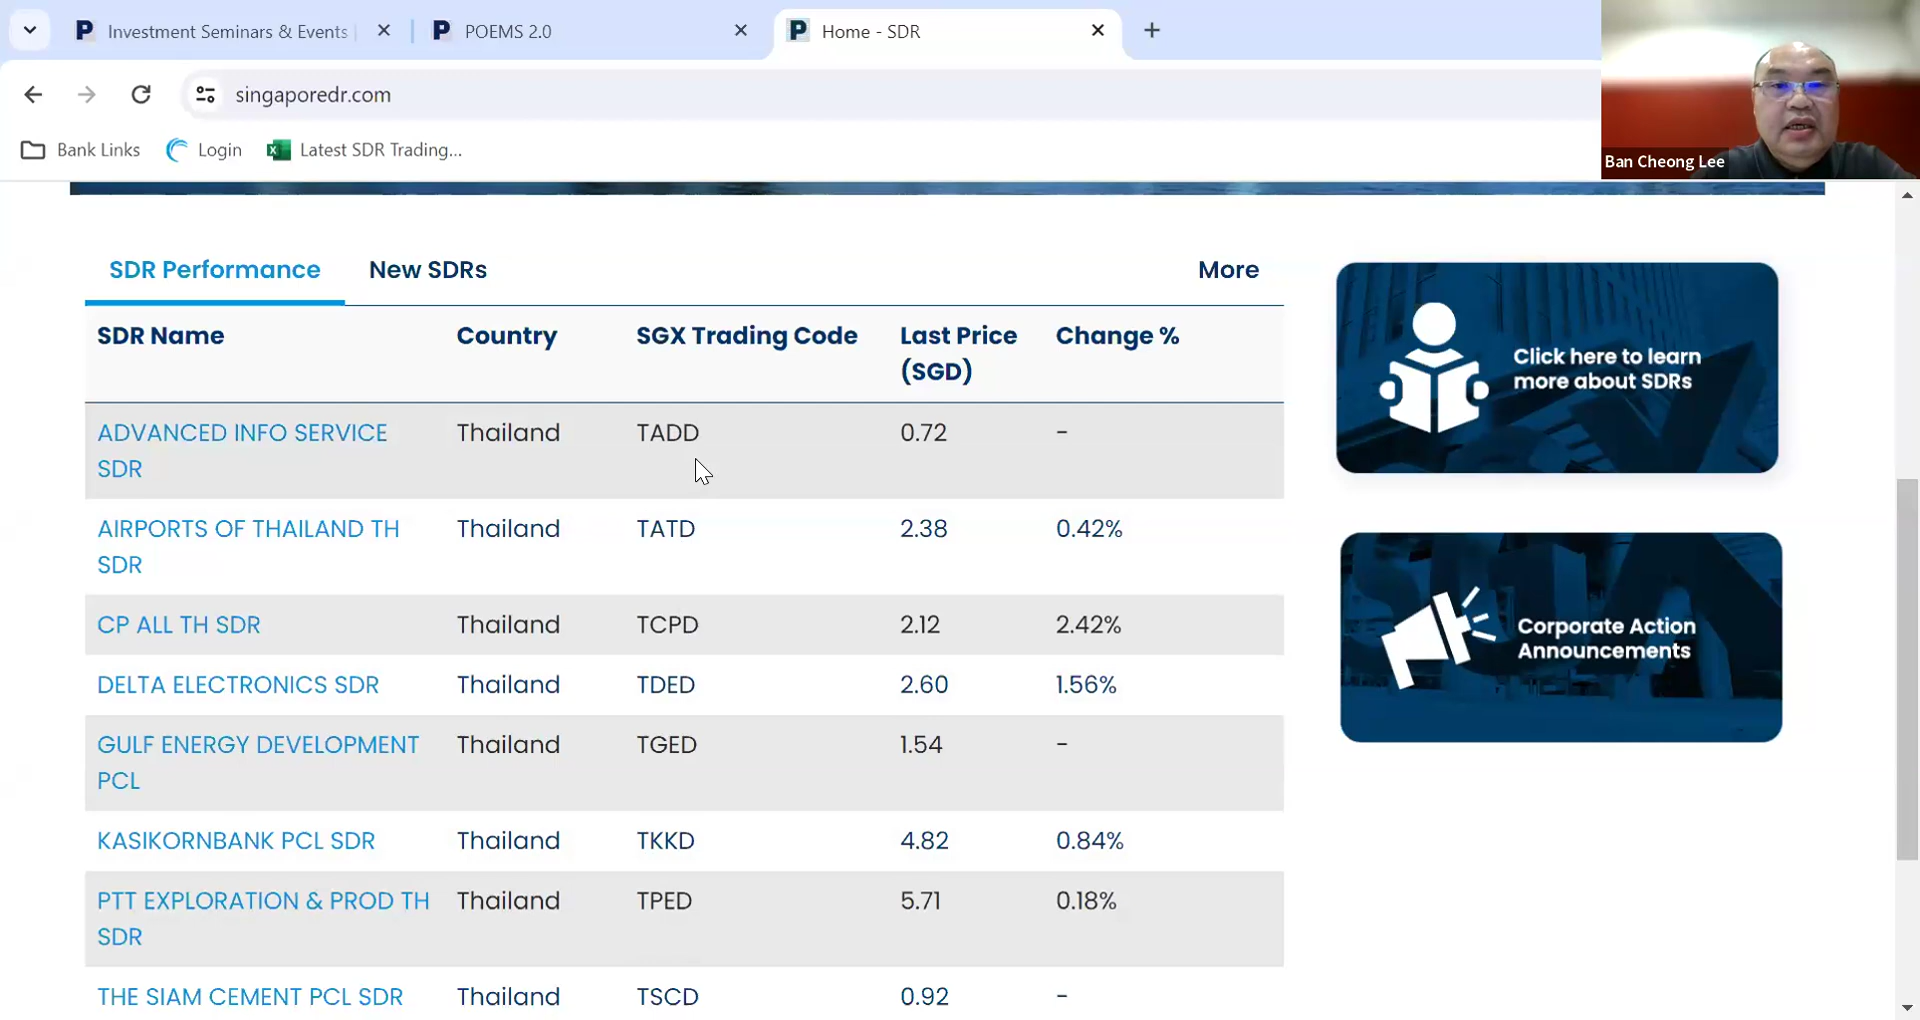 Investment Seminars & Events
POEMS 2.0
Home - SDR
singaporedr.com
Bank Links
Login
Latest SDR Trading...
Ban Cheong Lee
SDR Performance
New SDRs
More
SDR Name Country SGX Trading Code Last Price Change %
(SGD)
ADVANCED INFO SERVICE Thailand TADD 0.72 -
SDR
AIRPORTS OF THAILAND TH Thailand TATD 2.38 0.42%
SDR
CP ALL TH SDR Thailand TCPD 2.12 2.42%
DELTA ELECTRONICS SDR Thailand TDED 2.60 1.56%
GULF ENERGY DEVELOPMENT Thailand TGED 1.54 -
PCL
KASIKORNBANK PCL SDR Thailand TKKD 4.82 0.84%
PTT EXPLORATION & PROD TH Thailand TPED 5.71 0.18%
SDR
THE SIAM CEMENT PCL SDR Thailand TSCD 0.92 -
Click here to learn
more about SDRs
Corporate Action
Announcements